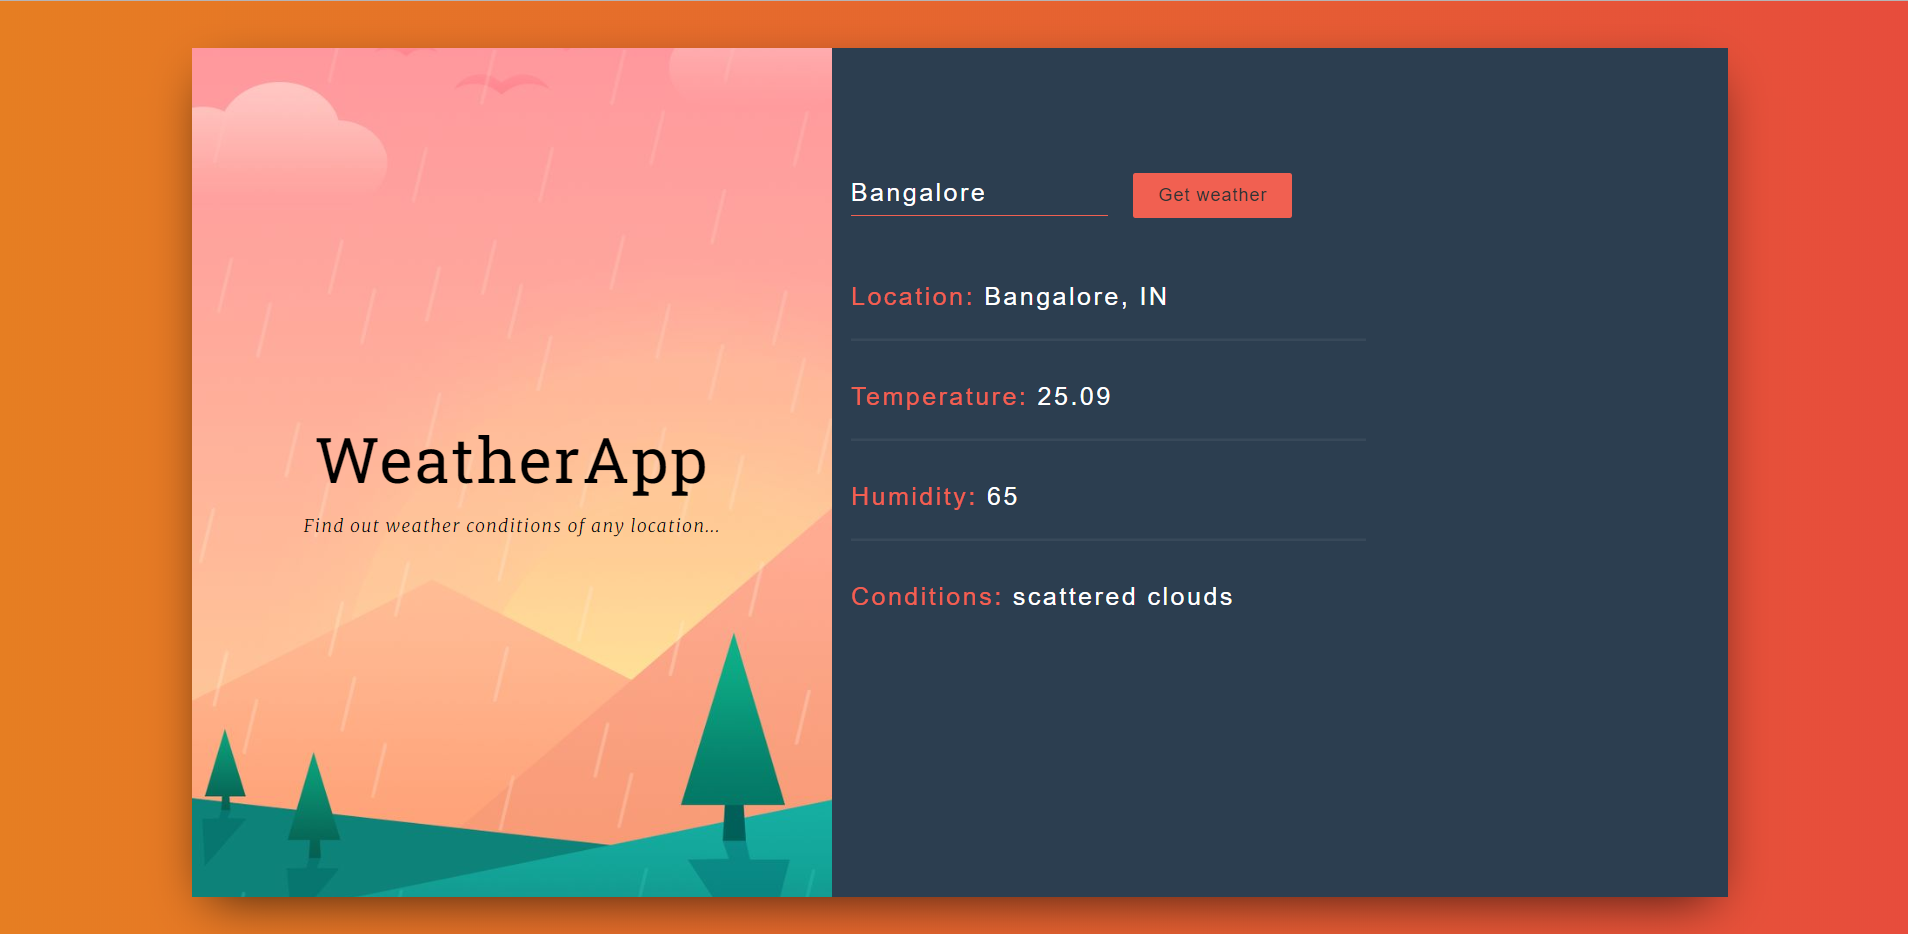 WeatherApp
Find out weather conditions of any location...
Bangalore
Get weather
Location: Bangalore, IN
Temperature: 25.09
Humidity: 65
Conditions: scattered clouds